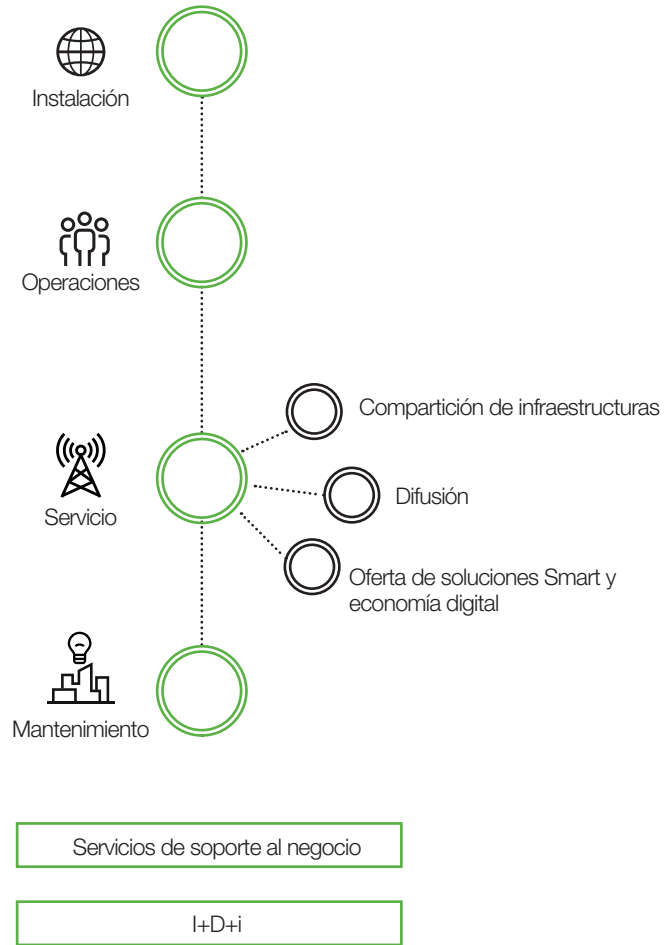 Instalación
Operaciones
Compartición de infraestructuras
Servicio
Difusión
Oferta de soluciones Smart y
economía digital
Mantenimiento
Servicios de soporte al negocio
I+D+i